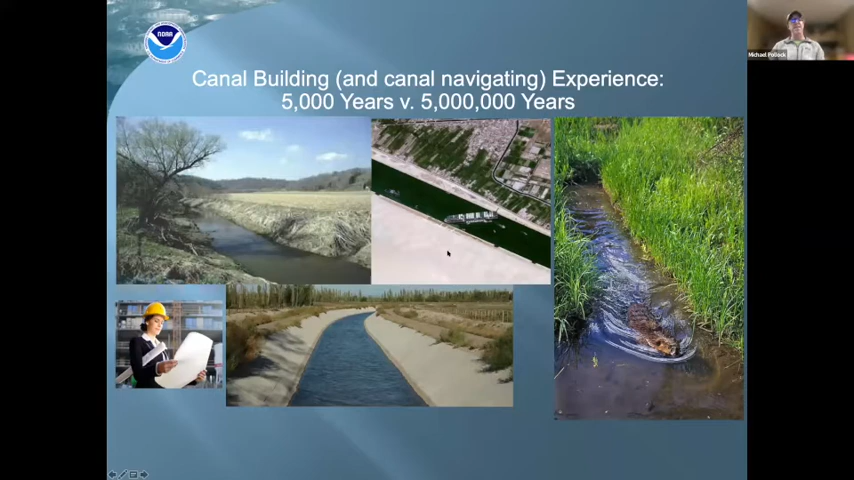 NOAA
Canal Building (and canal navigating) Experience:
5,000 Years v. 5,000,000 Years
Michael Pollock